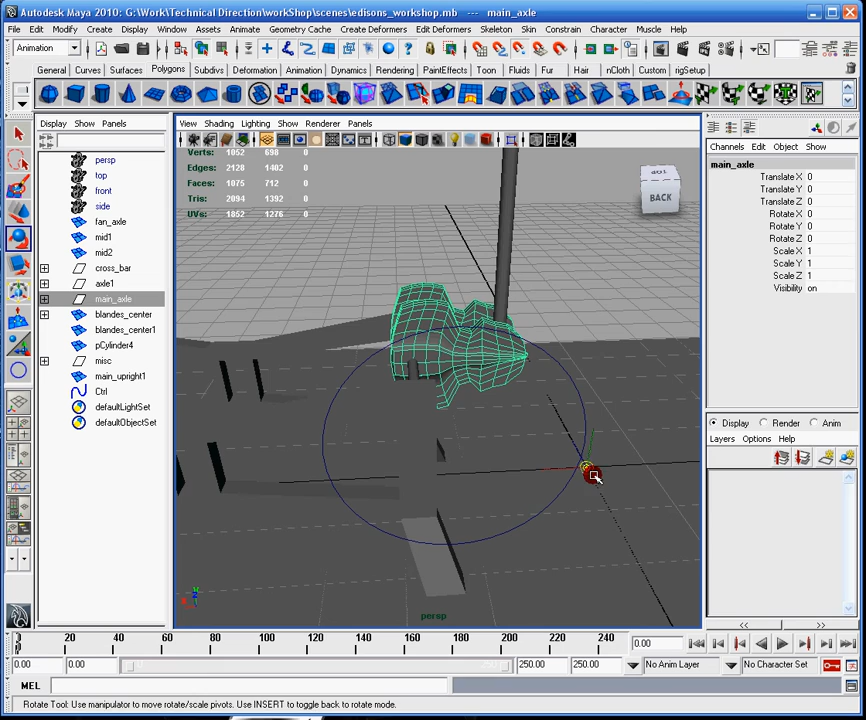 Autodesk Maya 2010: G:\Work\Technical Direction\workShop\scenes\edisons_workshop.mb --- main_axle
File Edit Modify Create Display Window Assets Animate Geometry Cache Create Deformers Edit Deformers Skeleton Skin Constrain Character Muscle Help
Animation
General Curves Surfaces Polygons Subdivs Deformation Animation Dynamics Rendering PaintEffects Toon Fluids Fur Hair nCloth Custom rigSetup
Display Show Panels
View Shading Lighting Show Renderer Panels
Channels Edit Object Show
persp
top
front
side
fan_axle
mid1
mid2
cross_bar
axle1
main_axle
blandes_center
blandes_center1
pCylinder4
misc
main_upright1
Ctrl
defaultLightSet
defaultObjectSet
Verts: 1052 698 0
Edges: 2128 1402 0
Faces: 1075 712 0
Tris: 2094 1392 0
UVs: 1852 1276 0
BACK
persp
main_axle
Translate X 0
Translate Y 0
Translate Z 0
Rotate X 0
Rotate Y 0
Rotate Z 0
Scale X 1
Scale Y 1
Scale Z 1
Visibility on
Display Render Anim
Layers Options Help
<< >>
20 40 60 80 100 120 140 160 180 200 220 240
0.00
0.00 0.00 250.00 250.00 No Anim Layer No Character Set
MEL
Rotate Tool: Use manipulator to move rotate/scale pivots. Use INSERT to toggle back to rotate mode.